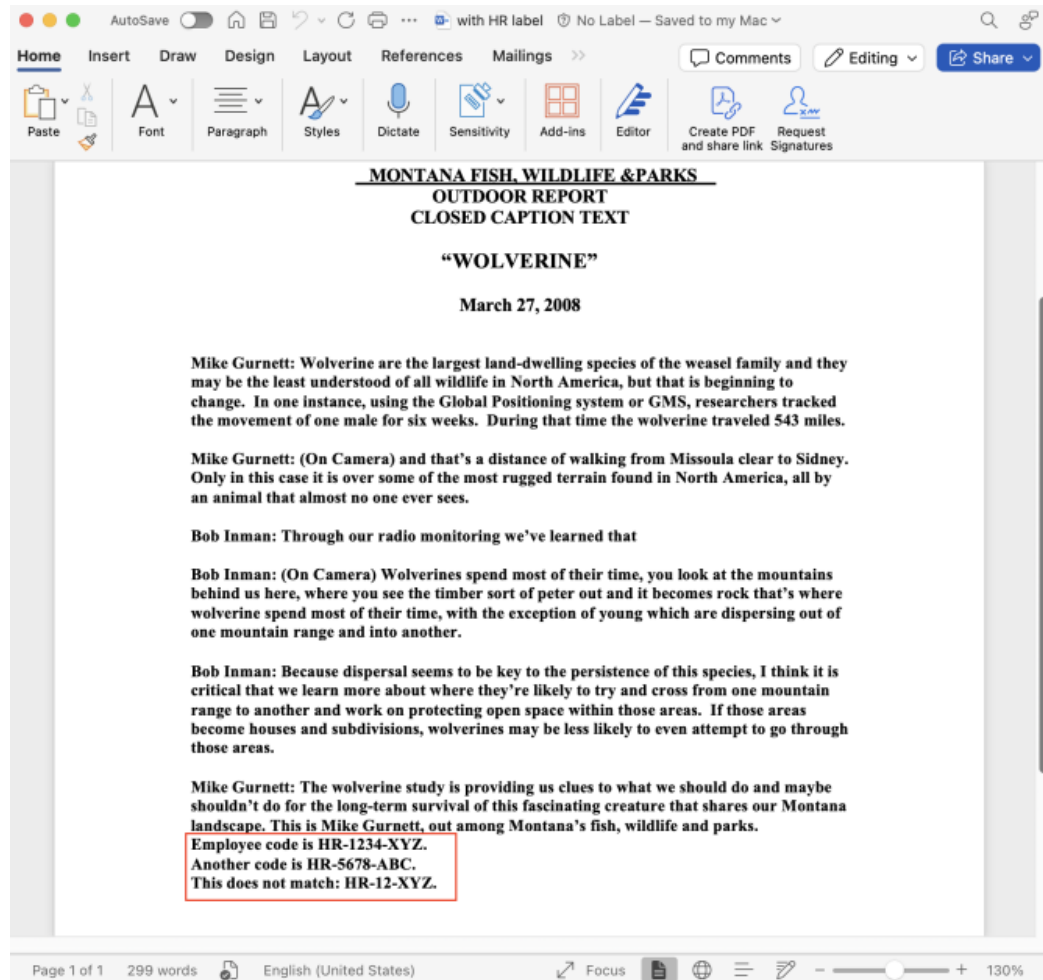 AutoSave with HR label No Label — Saved to my Mac
Home Insert Draw Design Layout References Mailings >> Comments Editing Share
Paste Font Paragraph Styles Dictate Sensitivity Add-ins Editor Create PDF and share link Request Signatures
MONTANA FISH, WILDLIFE &PARKS
OUTDOOR REPORT
CLOSED CAPTION TEXT
“WOLVERINE”
March 27, 2008
Mike Gurnett: Wolverine are the largest land-dwelling species of the weasel family and they
may be the least understood of all wildlife in North America, but that is beginning to
change. In one instance, using the Global Positioning system or GMS, researchers tracked
the movement of one male for six weeks. During that time the wolverine traveled 543 miles.
Mike Gurnett: (On Camera) and that’s a distance of walking from Missoula clear to Sidney.
Only in this case it is over some of the most rugged terrain found in North America, all by
an animal that almost no one ever sees.
Bob Inman: Through our radio monitoring we’ve learned that
Bob Inman: (On Camera) Wolverines spend most of their time, you look at the mountains
behind us here, where you see the timber sort of peter out and it becomes rock that’s where
wolverine spend most of their time, with the exception of young which are dispersing out of
one mountain range and into another.
Bob Inman: Because dispersal seems to be key to the persistence of this species, I think it is
critical that we learn more about where they’re likely to try and cross from one mountain
range to another and work on protecting open space within those areas. If those areas
become houses and subdivisions, wolverines may be less likely to even attempt to go through
those areas.
Mike Gurnett: The wolverine study is providing us clues to what we should do and maybe
shouldn’t do for the long-term survival of this fascinating creature that shares our Montana
landscape. This is Mike Gurnett, out among Montana’s fish, wildlife and parks.
Employee code is HR-1234-XYZ.
Another code is HR-5678-ABC.
This does not match: HR-12-XYZ.
Page 1 of 1 299 words English (United States) Focus 130%